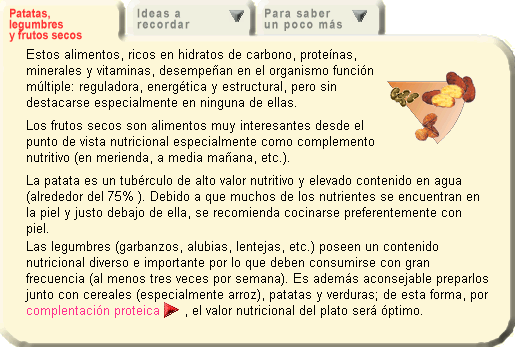 Patatas,
legumbres
y frutos secos
Ideas a
recordar
Para saber
un poco más
Estos alimentos, ricos en hidratos de carbono, proteínas,
minerales y vitaminas, desempeñan en el organismo función
múltiple: reguladora, energética y estructural, pero sin
destacarse especialmente en ninguna de ellas.
Los frutos secos son alimentos muy interesantes desde el
punto de vista nutricional especialmente como complemento
nutritivo (en merienda, a media mañana, etc.).
La patata es un tubérculo de alto valor nutritivo y elevado contenido en agua
(alrededor del 75% ). Debido a que muchos de los nutrientes se encuentran en
la piel y justo debajo de ella, se recomienda cocinarse preferentemente con
piel.
Las legumbres (garbanzos, alubias, lentejas, etc.) poseen un contenido
nutricional diverso e importante por lo que deben consumirse con gran
frecuencia (al menos tres veces por semana). Es además aconsejable preparlos
junto con cereales (especialmente arroz), patatas y verduras; de esta forma, por
complentación proteica , el valor nutricional del plato será óptimo.